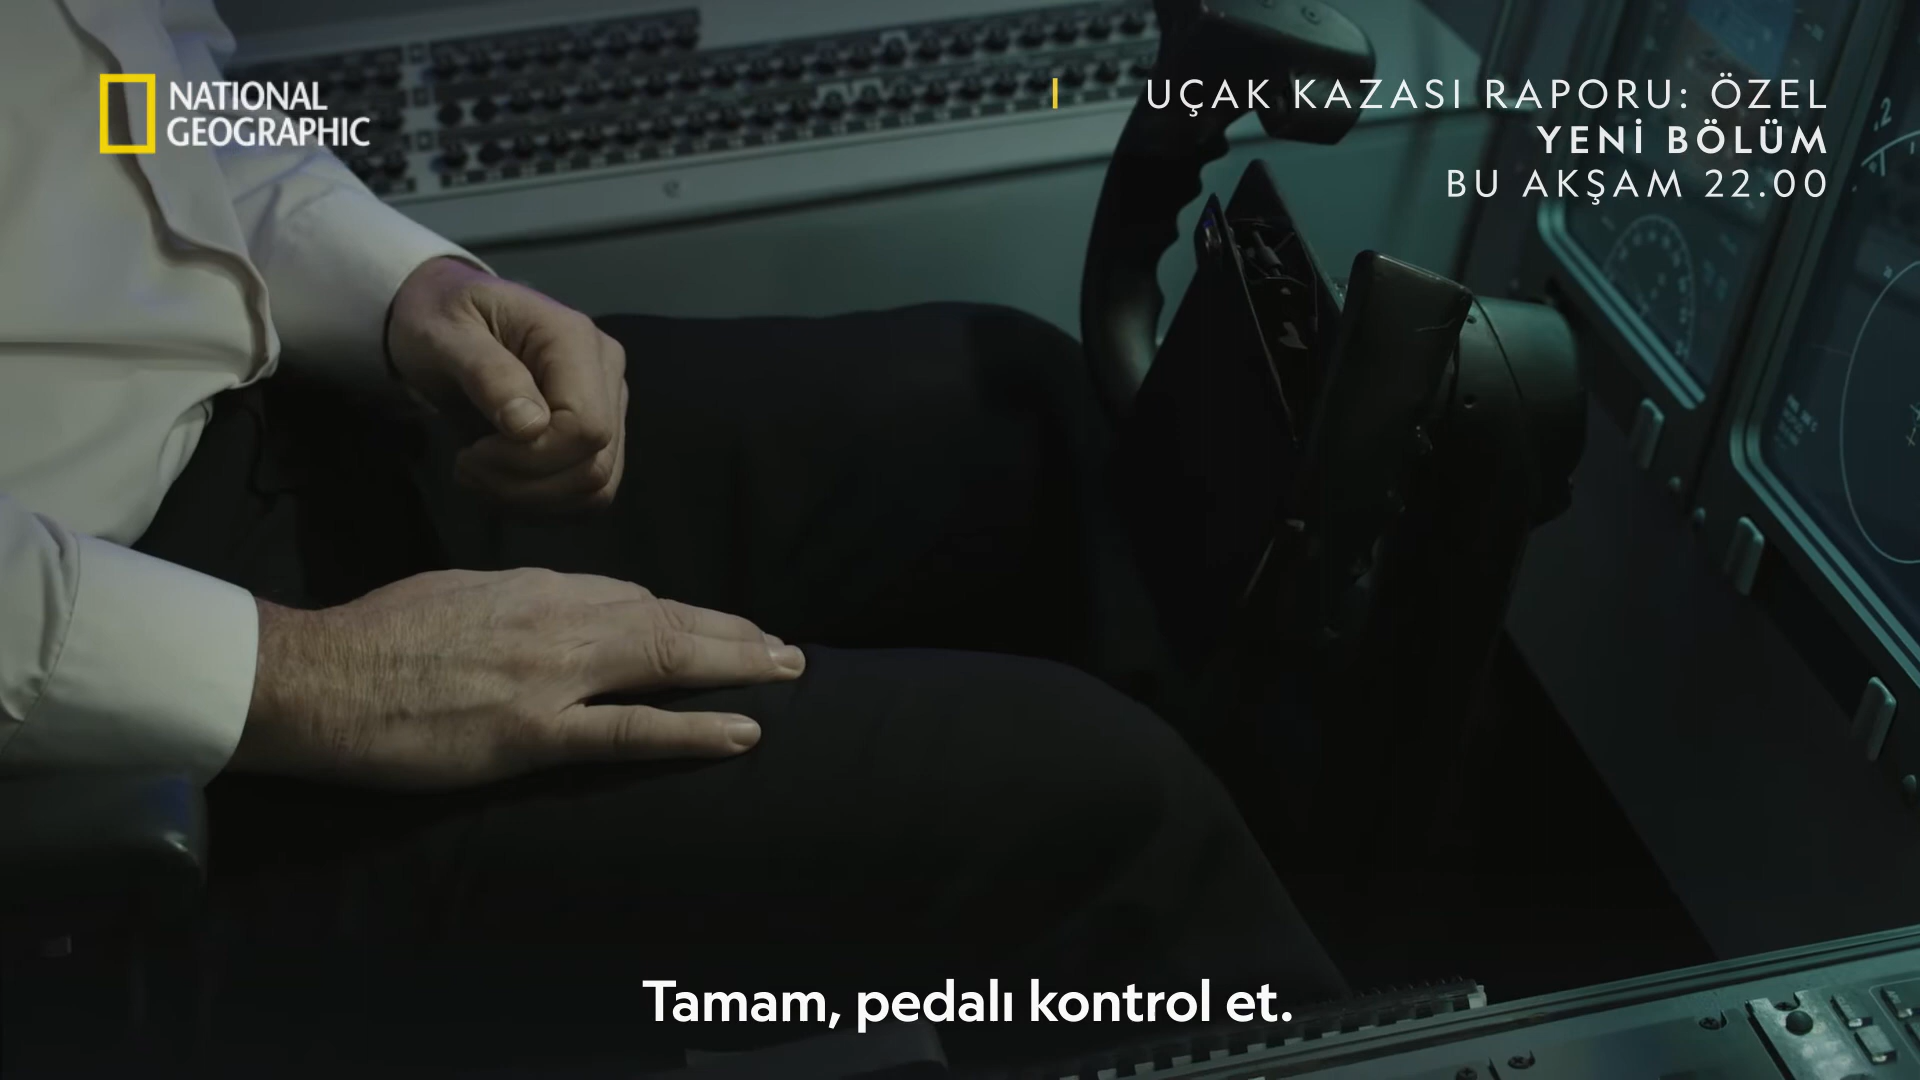 NATIONAL
GEOGRAPHIC
UÇAK KAZASI RAPORU: ÖZEL
YENİ BÖLÜM
BU AKŞAM 22.00
Tamam, pedalı kontrol et.